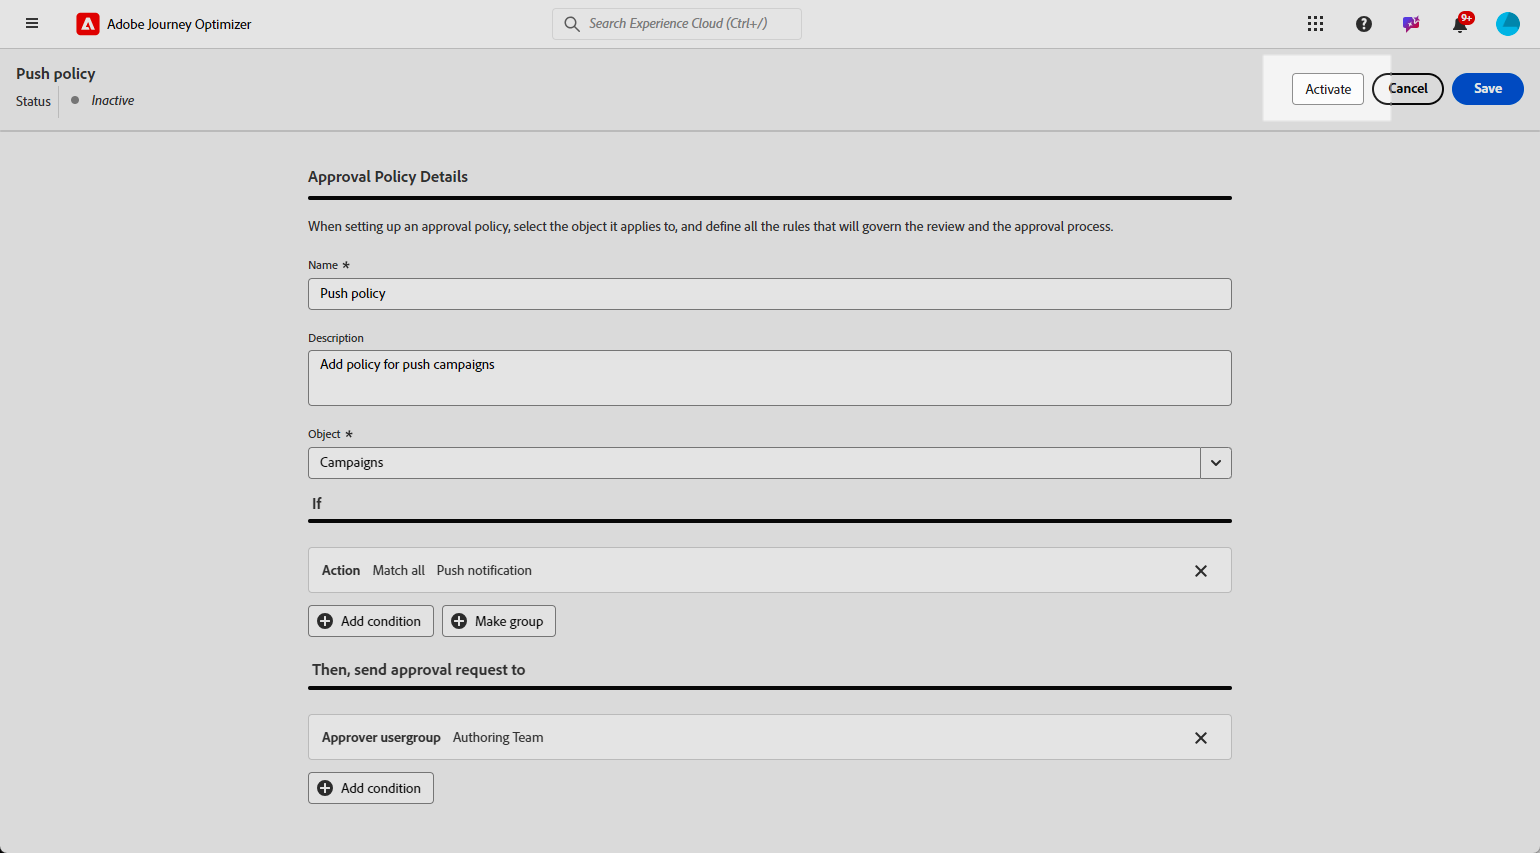 Adobe Journey Optimizer
Search Experience Cloud (Ctrl+/)
9+
Push policy
Status
Inactive
Activate
Cancel
Save
Approval Policy Details
When setting up an approval policy, select the object it applies to, and define all the rules that will govern the review and the approval process.
Name *
Push policy
Description
Add policy for push campaigns
Object *
Campaigns
If
Action Match all Push notification
Add condition
Make group
Then, send approval request to
Approver usergroup Authoring Team
Add condition